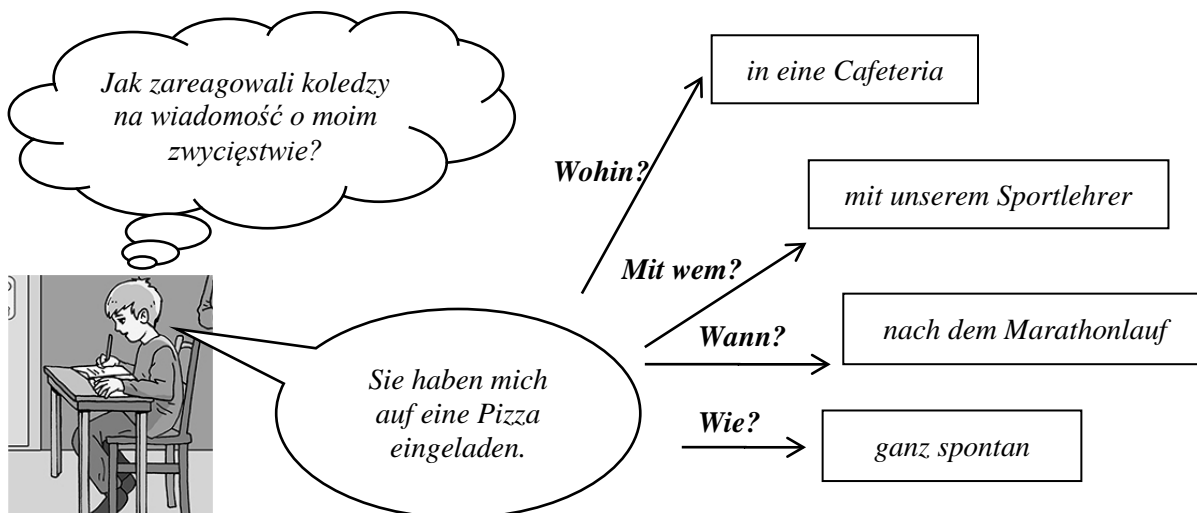 Jak zareagowali koledzy
na wiadomość o moim
zwycięstwie?
in eine Cafeteria
Wohin?
mit unserem Sportlehrer
Mit wem?
nach dem Marathonlauf
Wann?
Sie haben mich
auf eine Pizza
eingeladen.
Wie?
ganz spontan